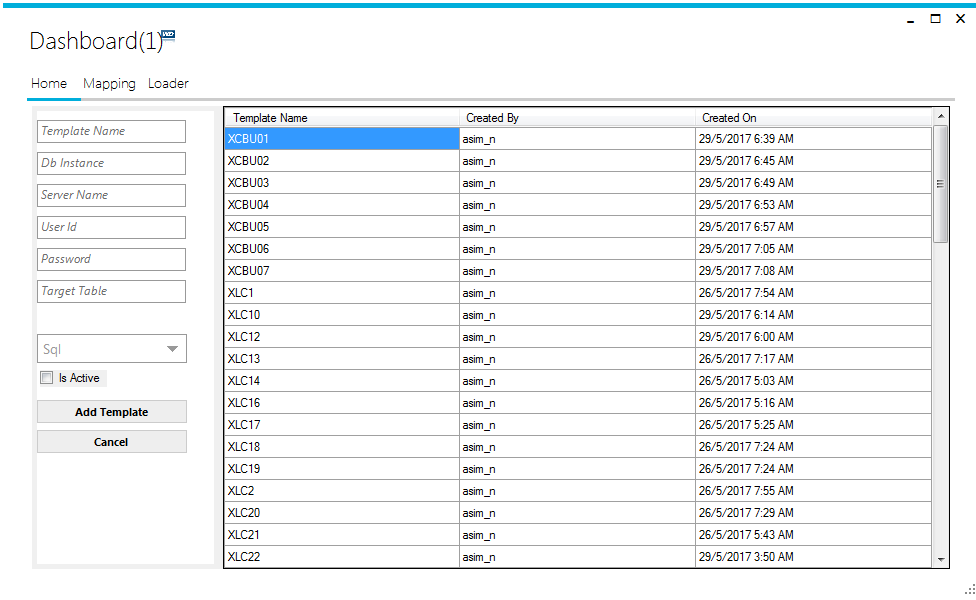 Dashboard(1)
Home Mapping Loader
Template Name
Db Instance
Server Name
User Id
Password
Target Table
Sql
Is Active
Add Template
Cancel
Template Name Created By Created On
XCBU01 asim_n 29/5/2017 6:39 AM
XCBU02 asim_n 29/5/2017 6:45 AM
XCBU03 asim_n 29/5/2017 6:49 AM
XCBU04 asim_n 29/5/2017 6:53 AM
XCBU05 asim_n 29/5/2017 6:57 AM
XCBU06 asim_n 29/5/2017 7:05 AM
XCBU07 asim_n 29/5/2017 7:08 AM
XLC1 asim_n 26/5/2017 7:54 AM
XLC10 asim_n 29/5/2017 6:14 AM
XLC12 asim_n 29/5/2017 6:00 AM
XLC13 asim_n 26/5/2017 7:17 AM
XLC14 asim_n 26/5/2017 5:03 AM
XLC16 asim_n 26/5/2017 5:16 AM
XLC17 asim_n 26/5/2017 5:25 AM
XLC18 asim_n 26/5/2017 7:24 AM
XLC19 asim_n 26/5/2017 7:24 AM
XLC2 asim_n 26/5/2017 7:55 AM
XLC20 asim_n 26/5/2017 7:29 AM
XLC21 asim_n 26/5/2017 5:43 AM
XLC22 asim_n 29/5/2017 3:50 AM